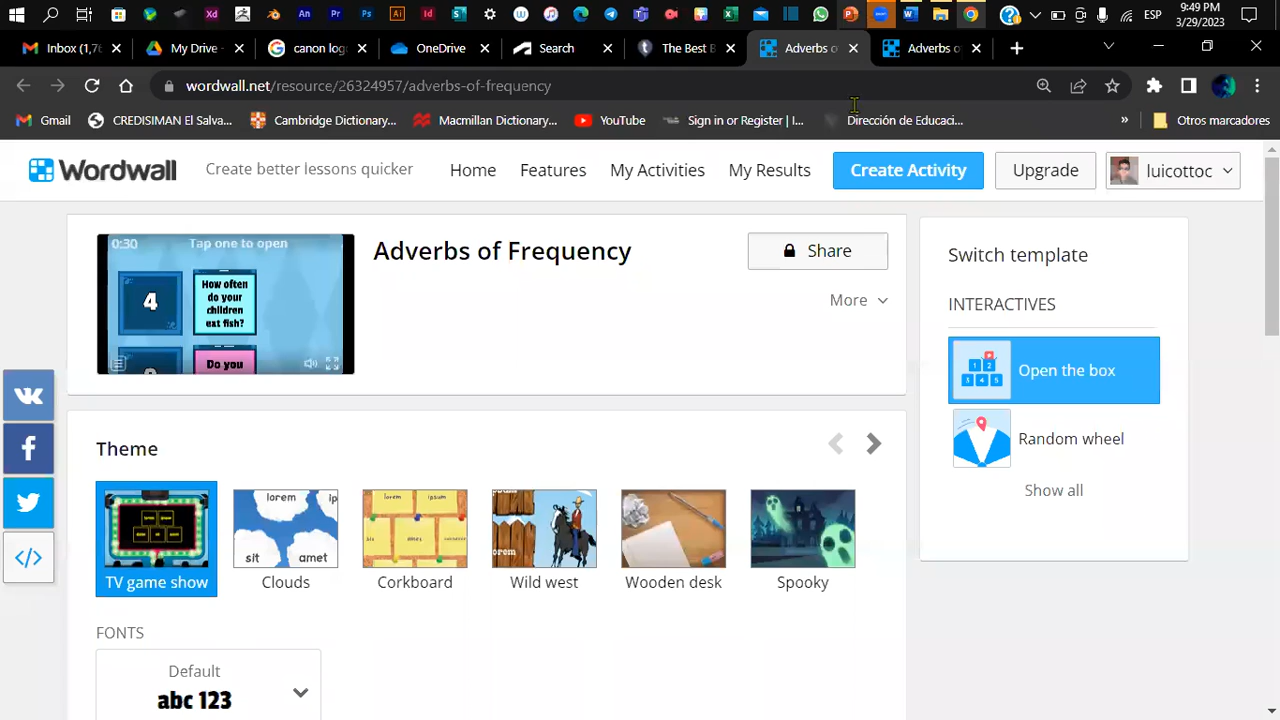 ESP
9:49 PM
3/29/2023
Inbox (1,76
My Drive -
canon log
OneDrive
Search
The Best B
Adverbs o
Adverbs o
wordwall.net/resource/26324957/adverbs-of-frequency
Gmail
CREDISIMAN El Salva...
Cambridge Dictionary...
Macmillan Dictionary...
YouTube
Sign in or Register | I...
Dirección de Educaci...
»
Otros marcadores
Wordwall
Create better lessons quicker
Home
Features
My Activities
My Results
Create Activity
Upgrade
luicottoc
0:30
Tap one to open
4
How often
do your
children
eat fish?
Do you
Adverbs of Frequency
Share
More
Switch template
INTERACTIVES
Open the box
Random wheel
Show all
Theme
lorem
sit
amet
lorem
ipsum
TV game show
Clouds
Corkboard
Wild west
Wooden desk
Spooky
FONTS
Default
abc 123